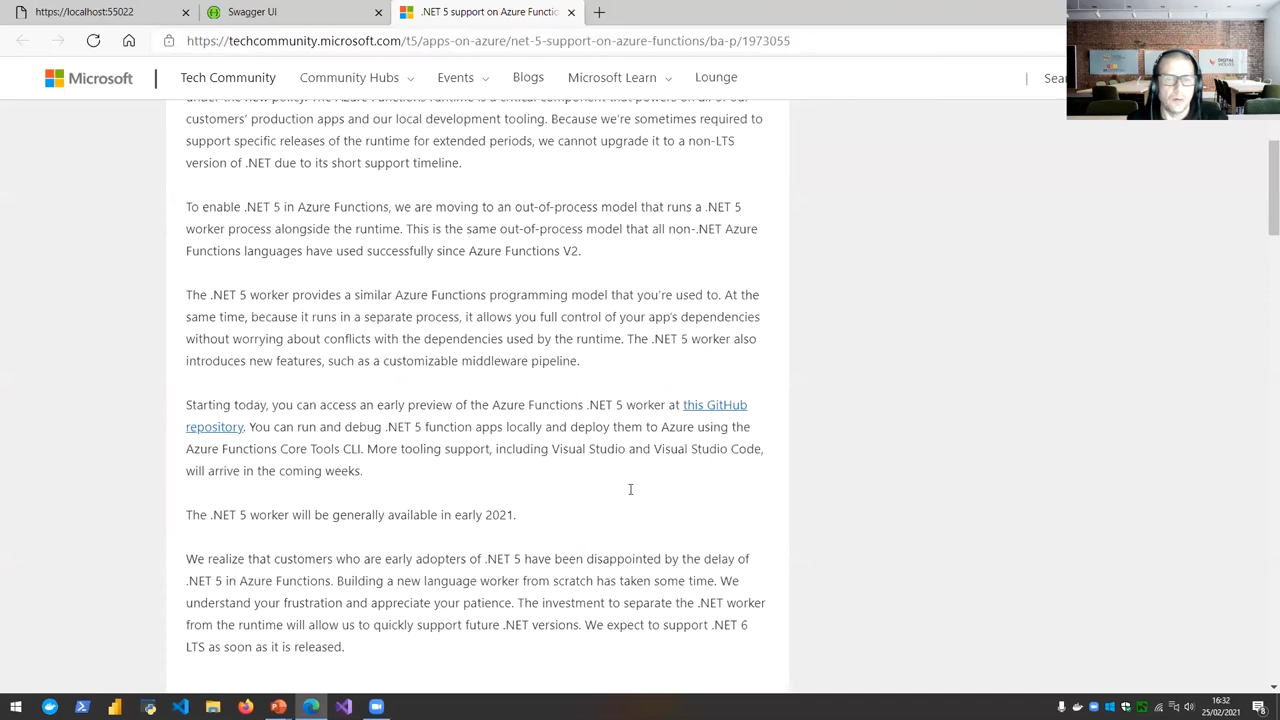 https://localhost:55022
Swagger UI
.NET 5 support on Azure Functio
https://techcommunity.microsoft.com/t5/
support-on-azure-functions/ba-p/1973055
Microsoft
Tech Community
Community Hubs
Events
Blogs
Microsoft Learn
Lounge
Sear
customers' production apps and our local development tooling. Because we're sometimes required to
support specific releases of the runtime for extended periods, we cannot upgrade it to a non-LTS
version of .NET due to its short support timeline.
To enable .NET 5 in Azure Functions, we are moving to an out-of-process model that runs a .NET 5
worker process alongside the runtime. This is the same out-of-process model that all non-.NET Azure
Functions languages have used successfully since Azure Functions V2.
The .NET 5 worker provides a similar Azure Functions programming model that you're used to. At the
same time, because it runs in a separate process, it allows you full control of your app's dependencies
without worrying about conflicts with the dependencies used by the runtime. The .NET 5 worker also
introduces new features, such as a customizable middleware pipeline.
Starting today, you can access an early preview of the Azure Functions .NET 5 worker at this GitHub
repository. You can run and debug .NET 5 function apps locally and deploy them to Azure using the
Azure Functions Core Tools CLI. More tooling support, including Visual Studio and Visual Studio Code,
will arrive in the coming weeks.
The .NET 5 worker will be generally available in early 2021.
We realize that customers who are early adopters of .NET 5 have been disappointed by the delay of
.NET 5 in Azure Functions. Building a new language worker from scratch has taken some time. We
understand your frustration and appreciate your patience. The investment to separate the .NET worker
from the runtime will allow us to quickly support future .NET versions. We expect to support .NET 6
LTS as soon as it is released.
DIGITAL
16:32
25/02/2021